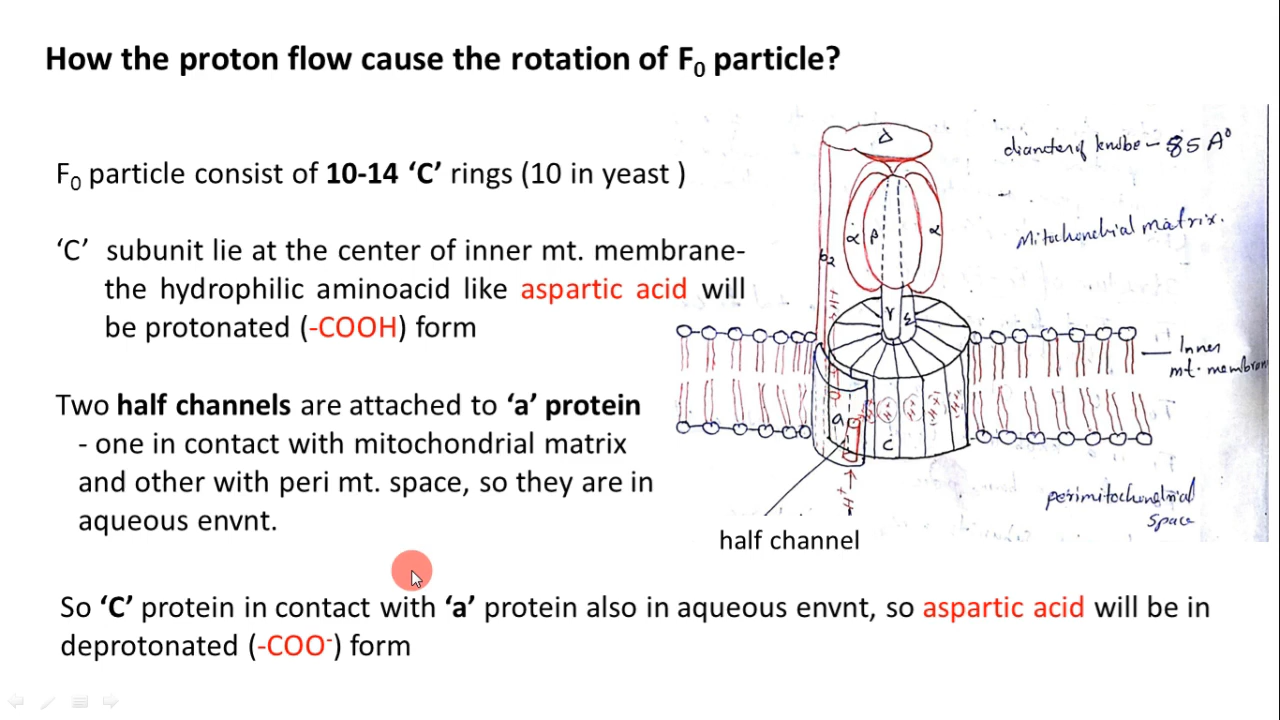 How the proton flow cause the rotation of F₀ particle?
F₀ particle consist of 10-14 ‘C’ rings (10 in yeast )
‘C’ subunit lie at the center of inner mt. membrane-
the hydrophilic aminoacid like aspartic acid will
be protonated (-COOH) form
Two half channels are attached to ‘a’ protein
- one in contact with mitochondrial matrix
and other with peri mt. space, so they are in
aqueous envnt.
So ‘C’ protein in contact with ‘a’ protein also in aqueous envnt, so aspartic acid will be in
deprotonated (-COO⁻) form
diameter of knobe – 85 A⁰
Mitochondrial matrix.
Δ
α β α
b₂
γ ε
Inner
mt. membran
a
C
H⁺
perimitochondrial
space
half channel